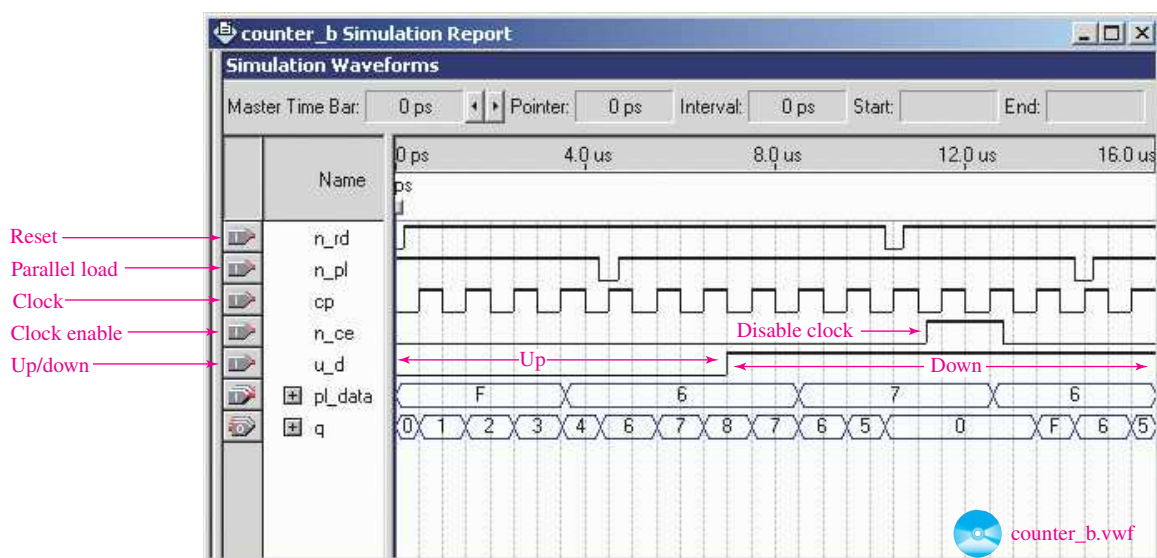 counter_b Simulation Report
Simulation Waveforms
Master Time Bar: 0 ps Pointer: 0 ps Interval: 0 ps Start: End:
Name
0 ps 4.0 us 8.0 us 12.0 us 16.0 us
ps
Reset n_rd
Parallel load n_pl
Clock cp
Clock enable n_ce Disable clock
Up/down u_d Up Down
pl_data F 6 7 6
q 0 1 2 3 4 6 7 8 7 6 5 0 F 6 5
counter_b.vwf